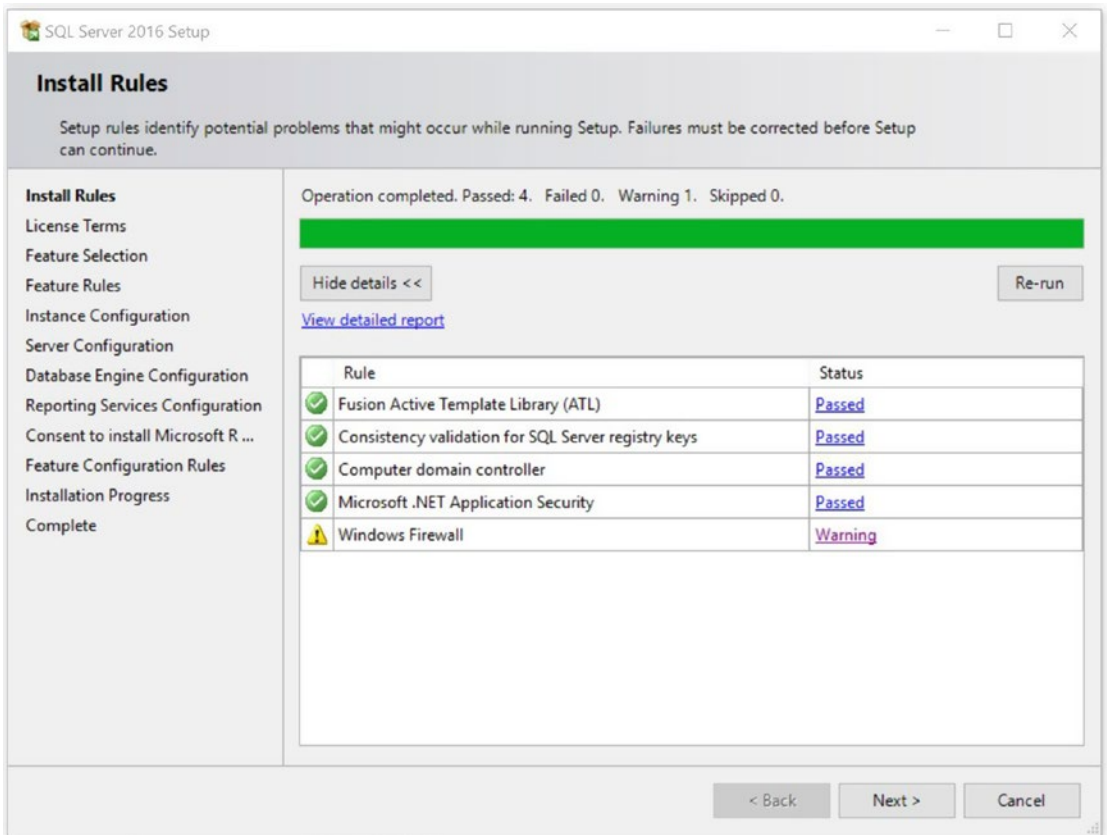 SQL Server 2016 Setup
Install Rules
Setup rules identify potential problems that might occur while running Setup. Failures must be corrected before Setup
can continue.
Install Rules
License Terms
Feature Selection
Feature Rules
Instance Configuration
Server Configuration
Database Engine Configuration
Reporting Services Configuration
Consent to install Microsoft R ...
Feature Configuration Rules
Installation Progress
Complete
Operation completed. Passed: 4.  Failed 0.  Warning 1.  Skipped 0.
Hide details <<
Re-run
View detailed report
Rule Status
Fusion Active Template Library (ATL) Passed
Consistency validation for SQL Server registry keys Passed
Computer domain controller Passed
Microsoft .NET Application Security Passed
Windows Firewall Warning
< Back Next > Cancel